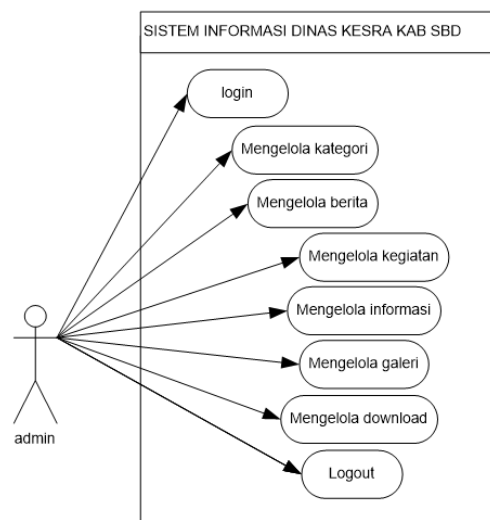 SISTEM INFORMASI DINAS KESRA KAB SBD
login
Mengelola kategori
Mengelola berita
Mengelola kegiatan
Mengelola informasi
Mengelola galeri
Mengelola download
Logout
admin